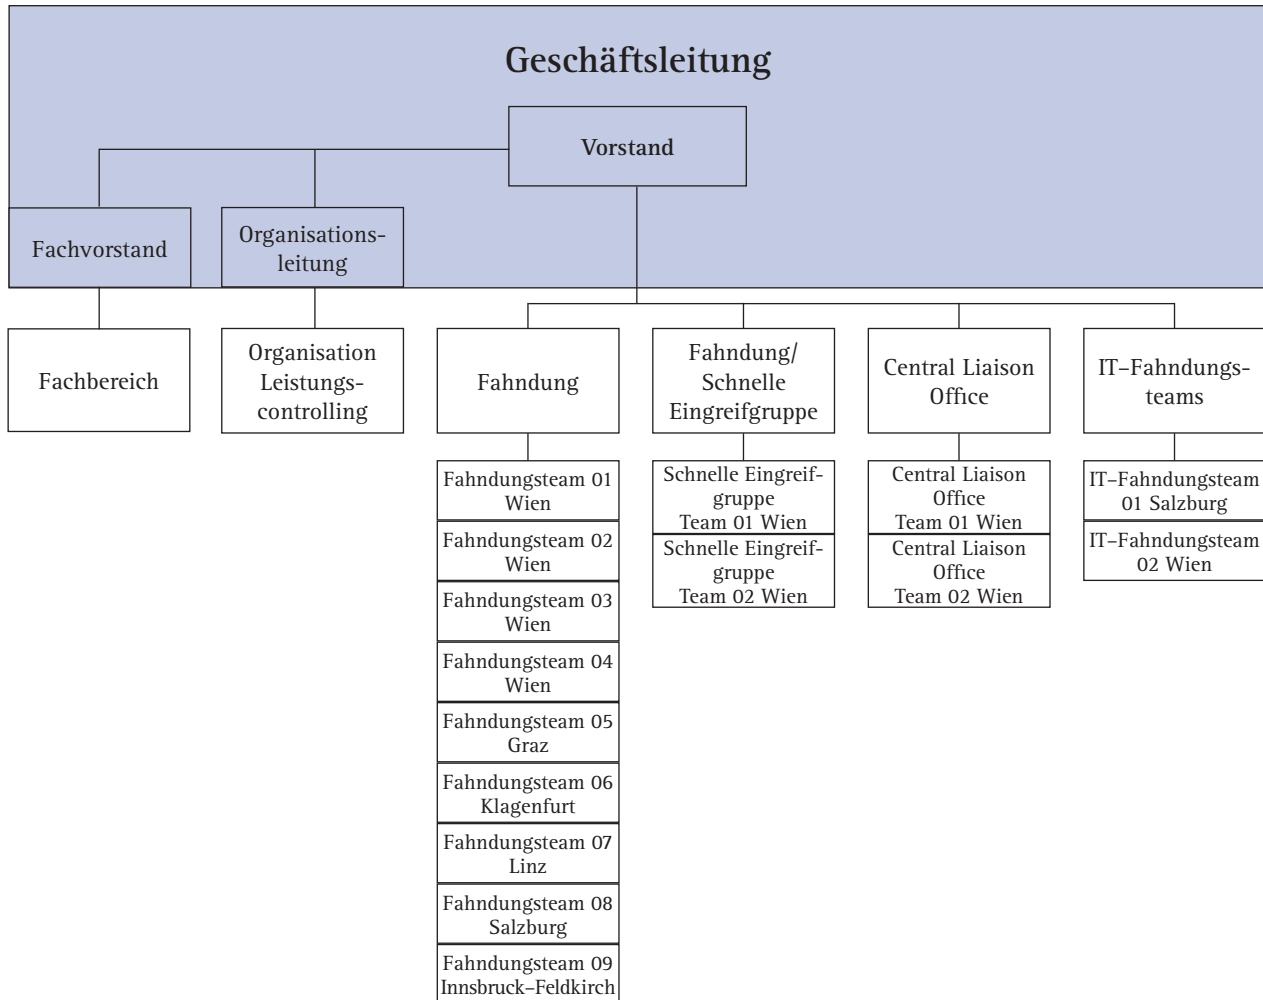 Geschäftsleitung
Vorstand
Fachvorstand
Organisations-
leitung
Fachbereich
Organisation
Leistungs-
controlling
Fahndung
Fahndung/
Schnelle
Eingreifgruppe
Central Liaison
Office
IT-Fahndungs-
teams
Fahndungsteam 01
Wien
Fahndungsteam 02
Wien
Fahndungsteam 03
Wien
Fahndungsteam 04
Wien
Fahndungsteam 05
Graz
Fahndungsteam 06
Klagenfurt
Fahndungsteam 07
Linz
Fahndungsteam 08
Salzburg
Fahndungsteam 09
Innsbruck-Feldkirch
Schnelle Eingreif-
gruppe
Team 01 Wien
Schnelle Eingreif-
gruppe
Team 02 Wien
Central Liaison
Office
Team 01 Wien
Central Liaison
Office
Team 02 Wien
IT-Fahndungsteam
01 Salzburg
IT-Fahndungsteam
02 Wien